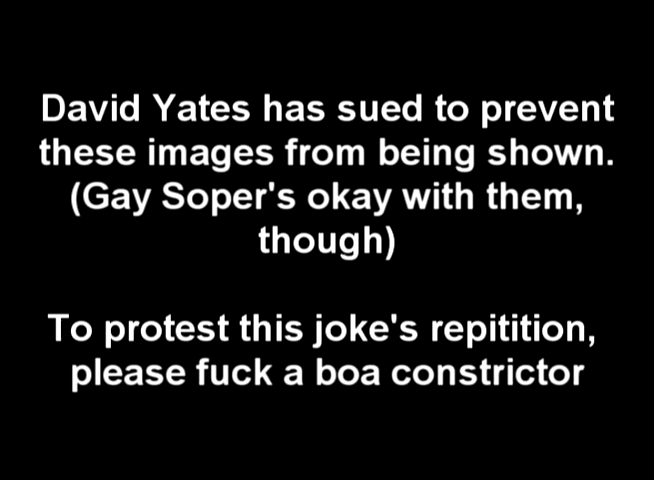 David Yates has sued to prevent
these images from being shown.
(Gay Soper's okay with them,
though)
To protest this joke's repitition,
please fuck a boa constrictor